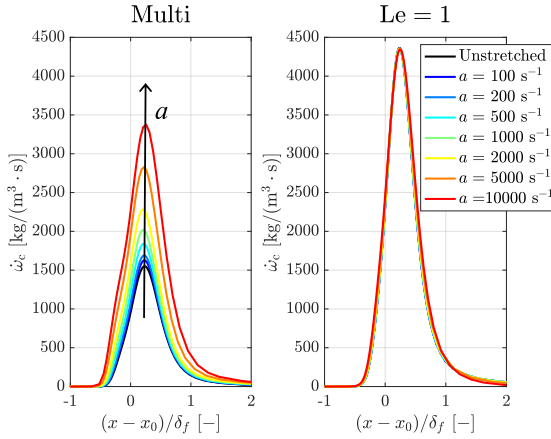 Multi
Le = 1
4500
4000
3500
3000
2500
2000
1500
1000
500
0
-1 0 1 2
ω̇c [kg/(m³ · s)]
(x − x₀)/δf [−]
a
4500
4000
3500
3000
2500
2000
1500
1000
500
0
-1 0 1 2
ω̇c [kg/(m³ · s)]
(x − x₀)/δf [−]
Unstretched
a = 100 s⁻¹
a = 200 s⁻¹
a = 500 s⁻¹
a = 1000 s⁻¹
a = 2000 s⁻¹
a = 5000 s⁻¹
a =10000 s⁻¹